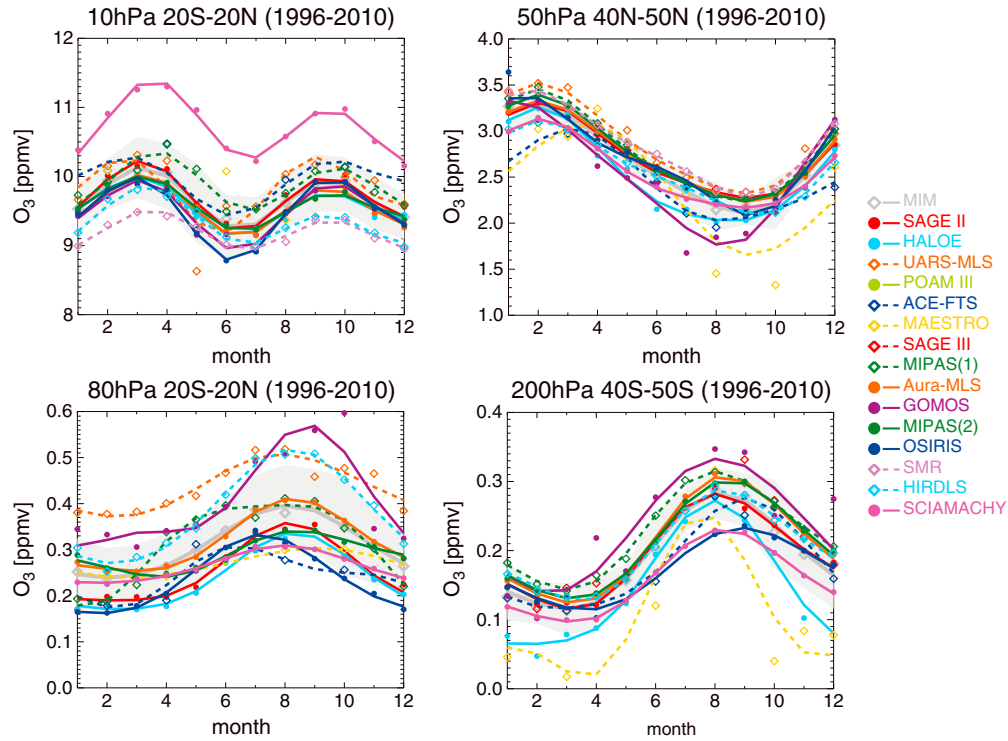 10hPa 20S-20N (1996-2010)
O3 [ppmv]
12
11
10
9
8
2 4 6 8 10 12
month
50hPa 40N-50N (1996-2010)
O3 [ppmv]
4.0
3.5
3.0
2.5
2.0
1.5
1.0
2 4 6 8 10 12
month
80hPa 20S-20N (1996-2010)
O3 [ppmv]
0.6
0.5
0.4
0.3
0.2
0.1
0.0
2 4 6 8 10 12
month
200hPa 40S-50S (1996-2010)
O3 [ppmv]
0.4
0.3
0.2
0.1
0.0
2 4 6 8 10 12
month
MIM
SAGE II
HALOE
UARS-MLS
POAM III
ACE-FTS
MAESTRO
SAGE III
MIPAS(1)
Aura-MLS
GOMOS
MIPAS(2)
OSIRIS
SMR
HIRDLS
SCIAMACHY